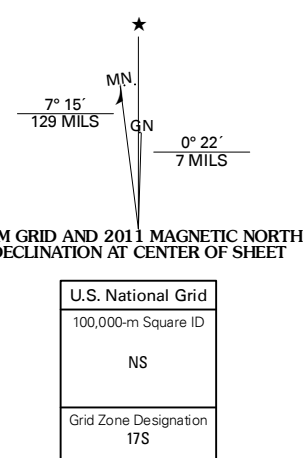 ★
MN.
GN
7° 15´
129 MILS
0° 22´
7 MILS
M GRID AND 2011 MAGNETIC NORTH
DECLINATION AT CENTER OF SHEET
U.S. National Grid
100,000-m Square ID
NS
Grid Zone Designation
17S